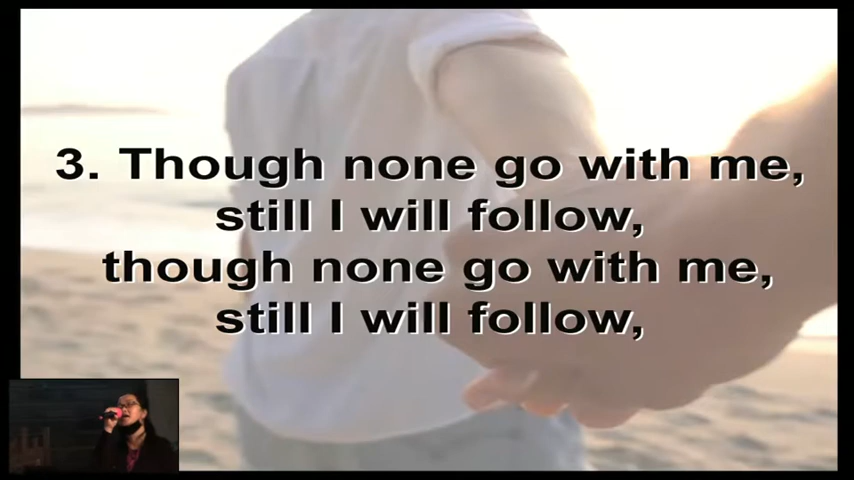 3. Though none go with me,
still I will follow,
though none go with me,
still I will follow,